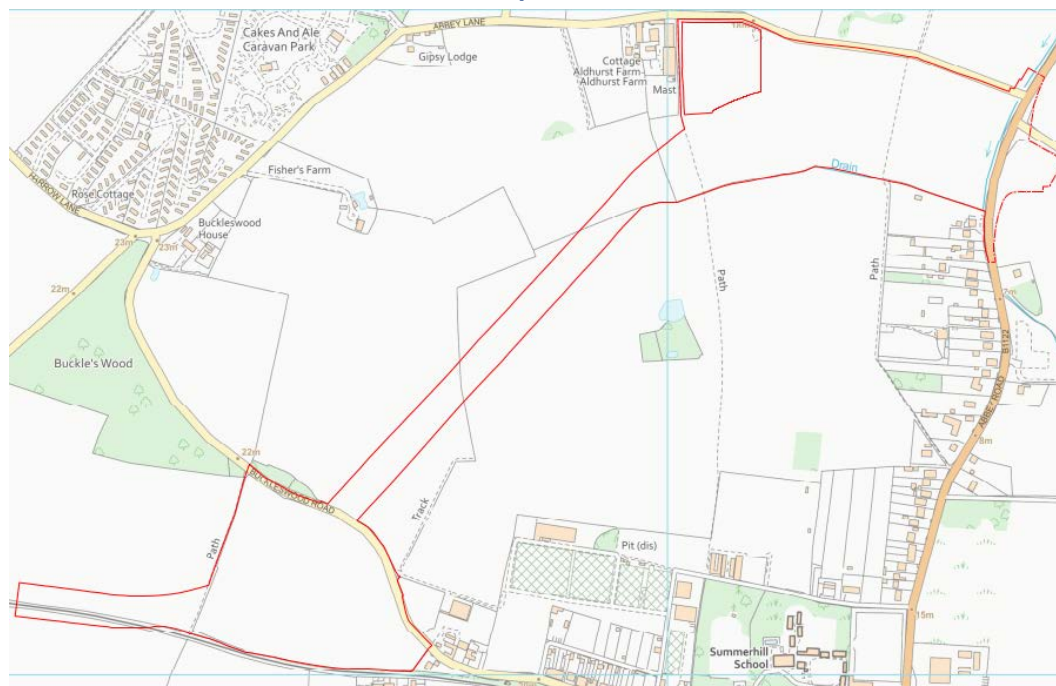 ABBEY LANE
Cakes And Ale
Caravan Park
Gipsy Lodge
18m
Cottage
Aldhurst Farm
Aldhurst Farm
Mast
Drain
Fisher's Farm
HARROW LANE
Rose Cottage
Buckleswood
House
23m
23m
22m
Path
Path
7m
B1122
ABBEY ROAD
Buckle's Wood
8m
22m
BUCKLESWOOD ROAD
Track
Path
Pit (dis)
15m
Summerhill
School